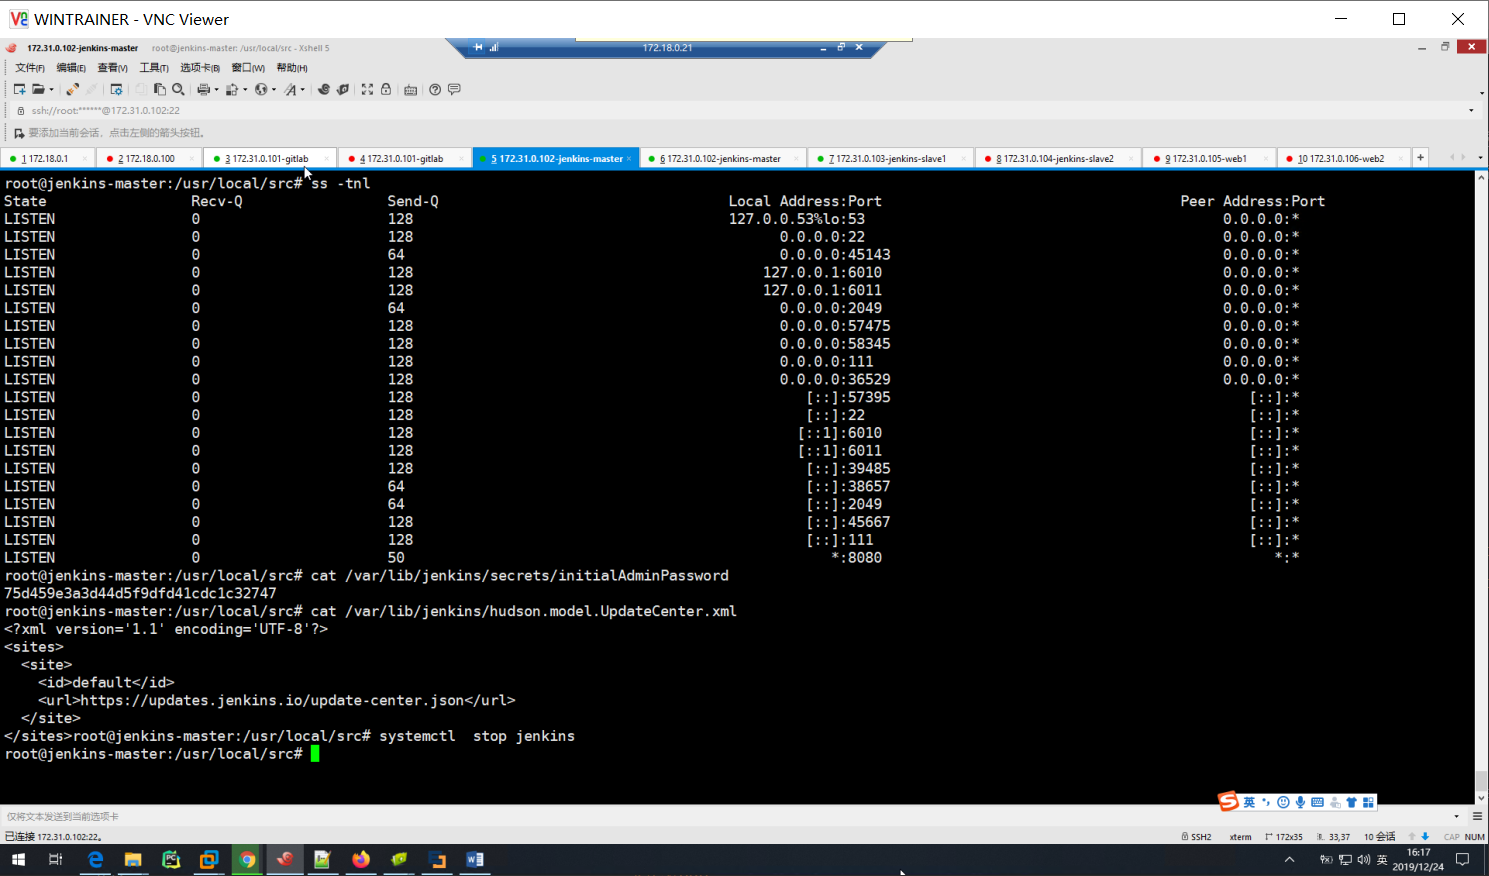 WINTRAINER - VNC Viewer
172.31.0.102-jenkins-master root@jenkins-master: /usr/local/src - Xshell 5
172.18.0.21
文件(F) 编辑(E) 查看(V) 工具(T) 选项卡(B) 窗口(W) 帮助(H)
ssh://root:******@172.31.0.102:22
要添加当前会话，点击左侧的箭头按钮。
1 172.18.0.1 2 172.18.0.100 3 172.31.0.101-gitlab 4 172.31.0.101-gitlab 5 172.31.0.102-jenkins-master 6 172.31.0.102-jenkins-master 7 172.31.0.103-jenkins-slave1 8 172.31.0.104-jenkins-slave2 9 172.31.0.105-web1 10 172.31.0.106-web2
root@jenkins-master:/usr/local/src# ss -tnl
State Recv-Q Send-Q Local Address:Port Peer Address:Port
LISTEN 0 128 127.0.0.53%lo:53 0.0.0.0:*
LISTEN 0 128 0.0.0.0:22 0.0.0.0:*
LISTEN 0 64 0.0.0.0:45143 0.0.0.0:*
LISTEN 0 128 127.0.0.1:6010 0.0.0.0:*
LISTEN 0 128 127.0.0.1:6011 0.0.0.0:*
LISTEN 0 64 0.0.0.0:2049 0.0.0.0:*
LISTEN 0 128 0.0.0.0:57475 0.0.0.0:*
LISTEN 0 128 0.0.0.0:58345 0.0.0.0:*
LISTEN 0 128 0.0.0.0:111 0.0.0.0:*
LISTEN 0 128 0.0.0.0:36529 0.0.0.0:*
LISTEN 0 128 [::]:57395 [::]:*
LISTEN 0 128 [::]:22 [::]:*
LISTEN 0 128 [::1]:6010 [::]:*
LISTEN 0 128 [::1]:6011 [::]:*
LISTEN 0 128 [::]:39485 [::]:*
LISTEN 0 64 [::]:38657 [::]:*
LISTEN 0 64 [::]:2049 [::]:*
LISTEN 0 128 [::]:45667 [::]:*
LISTEN 0 128 [::]:111 [::]:*
LISTEN 0 50 *:8080 *:*
root@jenkins-master:/usr/local/src# cat /var/lib/jenkins/secrets/initialAdminPassword
75d459e3a3d44d5f9dfd41cdc1c32747
root@jenkins-master:/usr/local/src# cat /var/lib/jenkins/hudson.model.UpdateCenter.xml
<?xml version='1.1' encoding='UTF-8'?>
<sites>
<site>
<id>default</id>
<url>https://updates.jenkins.io/update-center.json</url>
</site>
</sites>root@jenkins-master:/usr/local/src# systemctl  stop jenkins
root@jenkins-master:/usr/local/src#
英
仅将文本发送到当前选项卡
已连接 172.31.0.102:22。 SSH2 xterm 172x35 33,37 10 会话 CAP NUM
英 16:17
2019/12/24